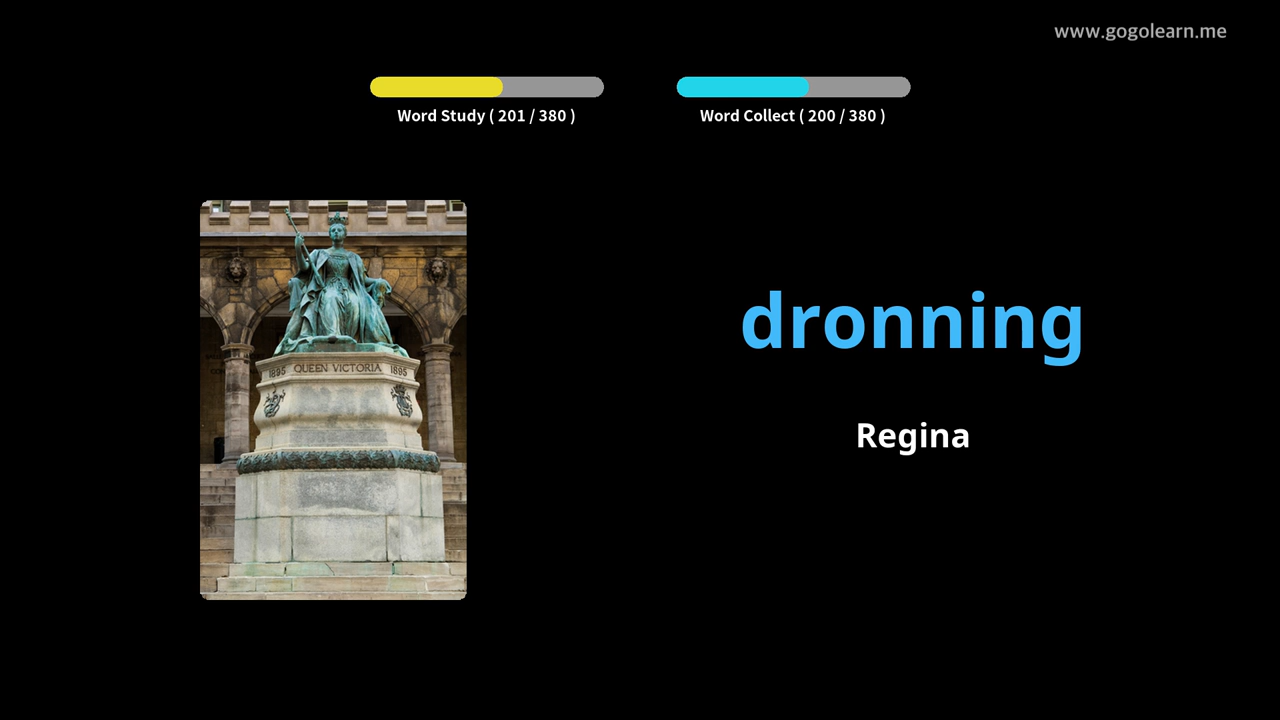 www.gogolearn.me
Word Study ( 201 / 380 )
Word Collect ( 200 / 380 )
1895 QUEEN VICTORIA 1895
dronning
Regina